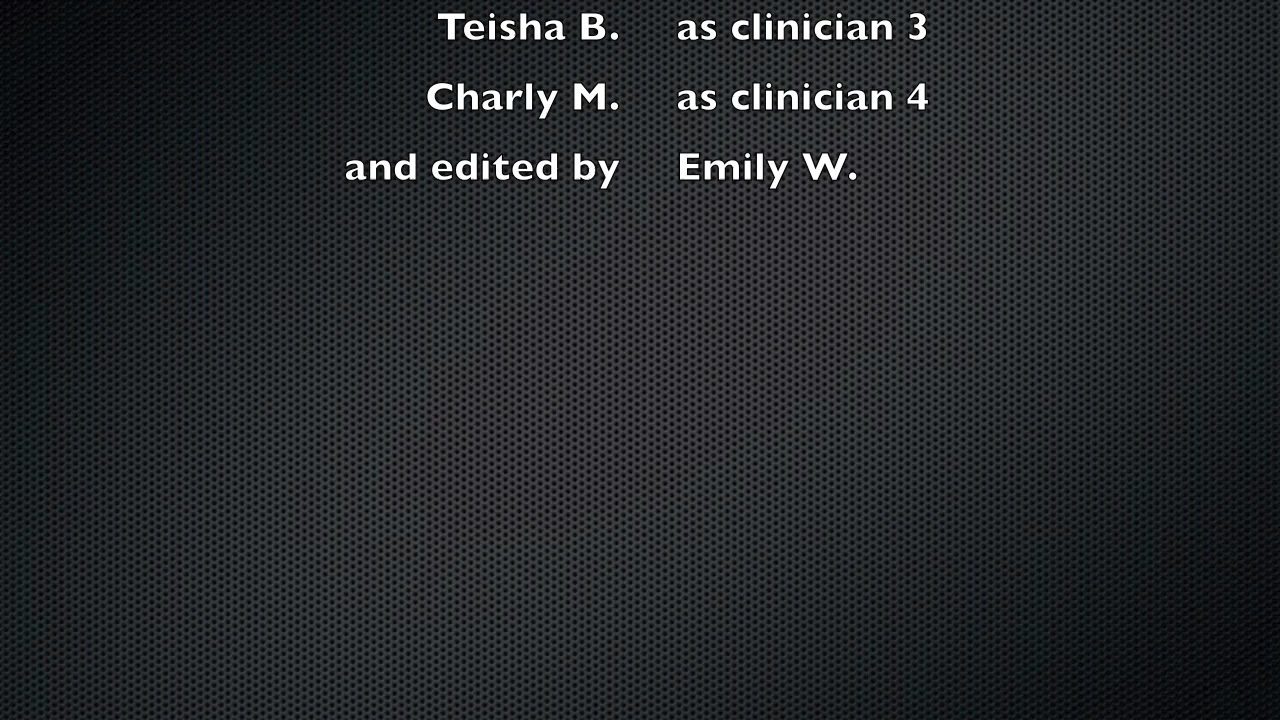 Teisha B. as clinician 3
Charly M. as clinician 4
and edited by Emily W.